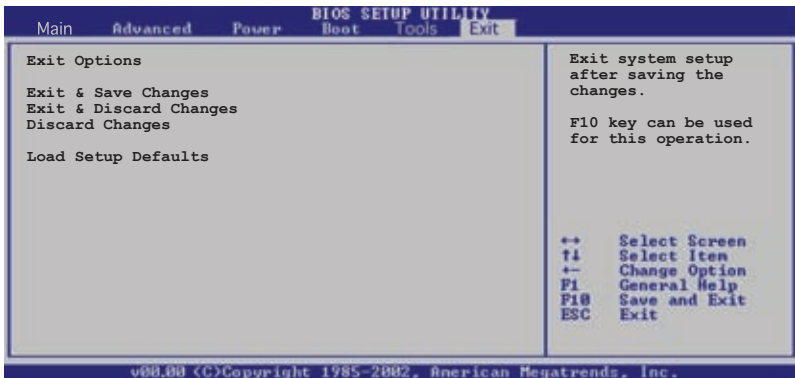 BIOS SETUP UTILITY
Main Advanced Power Boot Tools Exit
Exit Options
Exit & Save Changes
Exit & Discard Changes
Discard Changes
Load Setup Defaults
Exit system setup
after saving the
changes.
F10 key can be used
for this operation.
←→ Select Screen
↑↓ Select Item
+- Change Option
F1 General Help
F10 Save and Exit
ESC Exit
v00.00 (C)Copyright 1985-2002, American Megatrends, Inc.